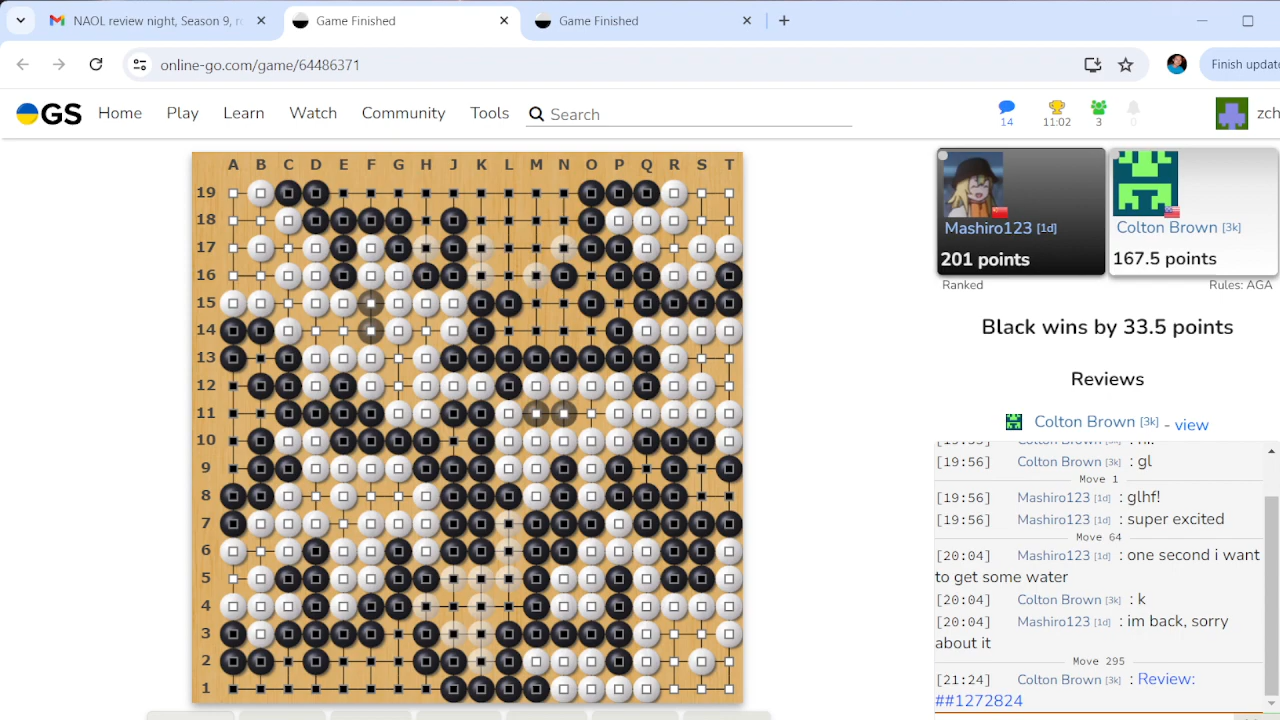 NAOL review night, Season 9, r
Game Finished
Game Finished
online-go.com/game/64486371
Finish update
GS
Home
Play
Learn
Watch
Community
Tools
Search
14
11:02
3
0
zch
A B C D E F G H J K L M N O P Q R S T
19
18
17
16
15
14
13
12
11
10
9
8
7
6
5
4
3
2
1
Mashiro123 [1d]
201 points
Colton Brown [3k]
167.5 points
Ranked
Rules: AGA
Black wins by 33.5 points
Reviews
Colton Brown [3k] - view
[19:56] Colton Brown [3k] : gl
Move 1
[19:56] Mashiro123 [1d] : glhf!
[19:56] Mashiro123 [1d] : super excited
Move 64
[20:04] Mashiro123 [1d] : one second i want
to get some water
[20:04] Colton Brown [3k] : k
[20:04] Mashiro123 [1d] : im back, sorry
about it
Move 295
[21:24] Colton Brown [3k] : Review:
##1272824